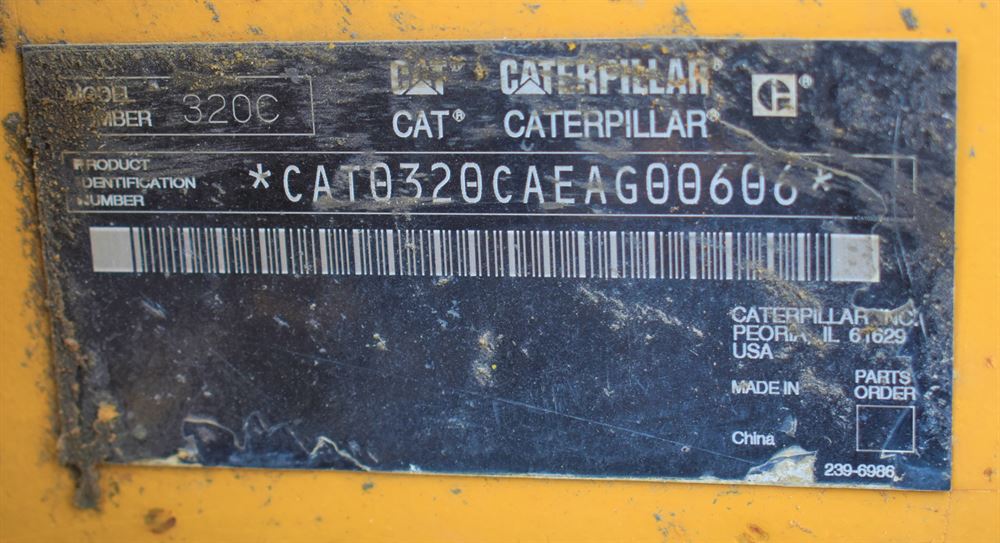 MODEL
NUMBER 320C
CAT® CATERPILLAR® CE®
CAT® CATERPILLAR®
PRODUCT
IDENTIFICATION
NUMBER
*CAT0320CAEAG00606*
CATERPILLAR INC.
PEORIA, IL 61629
USA
MADE IN
China
PARTS
ORDER
239-6986